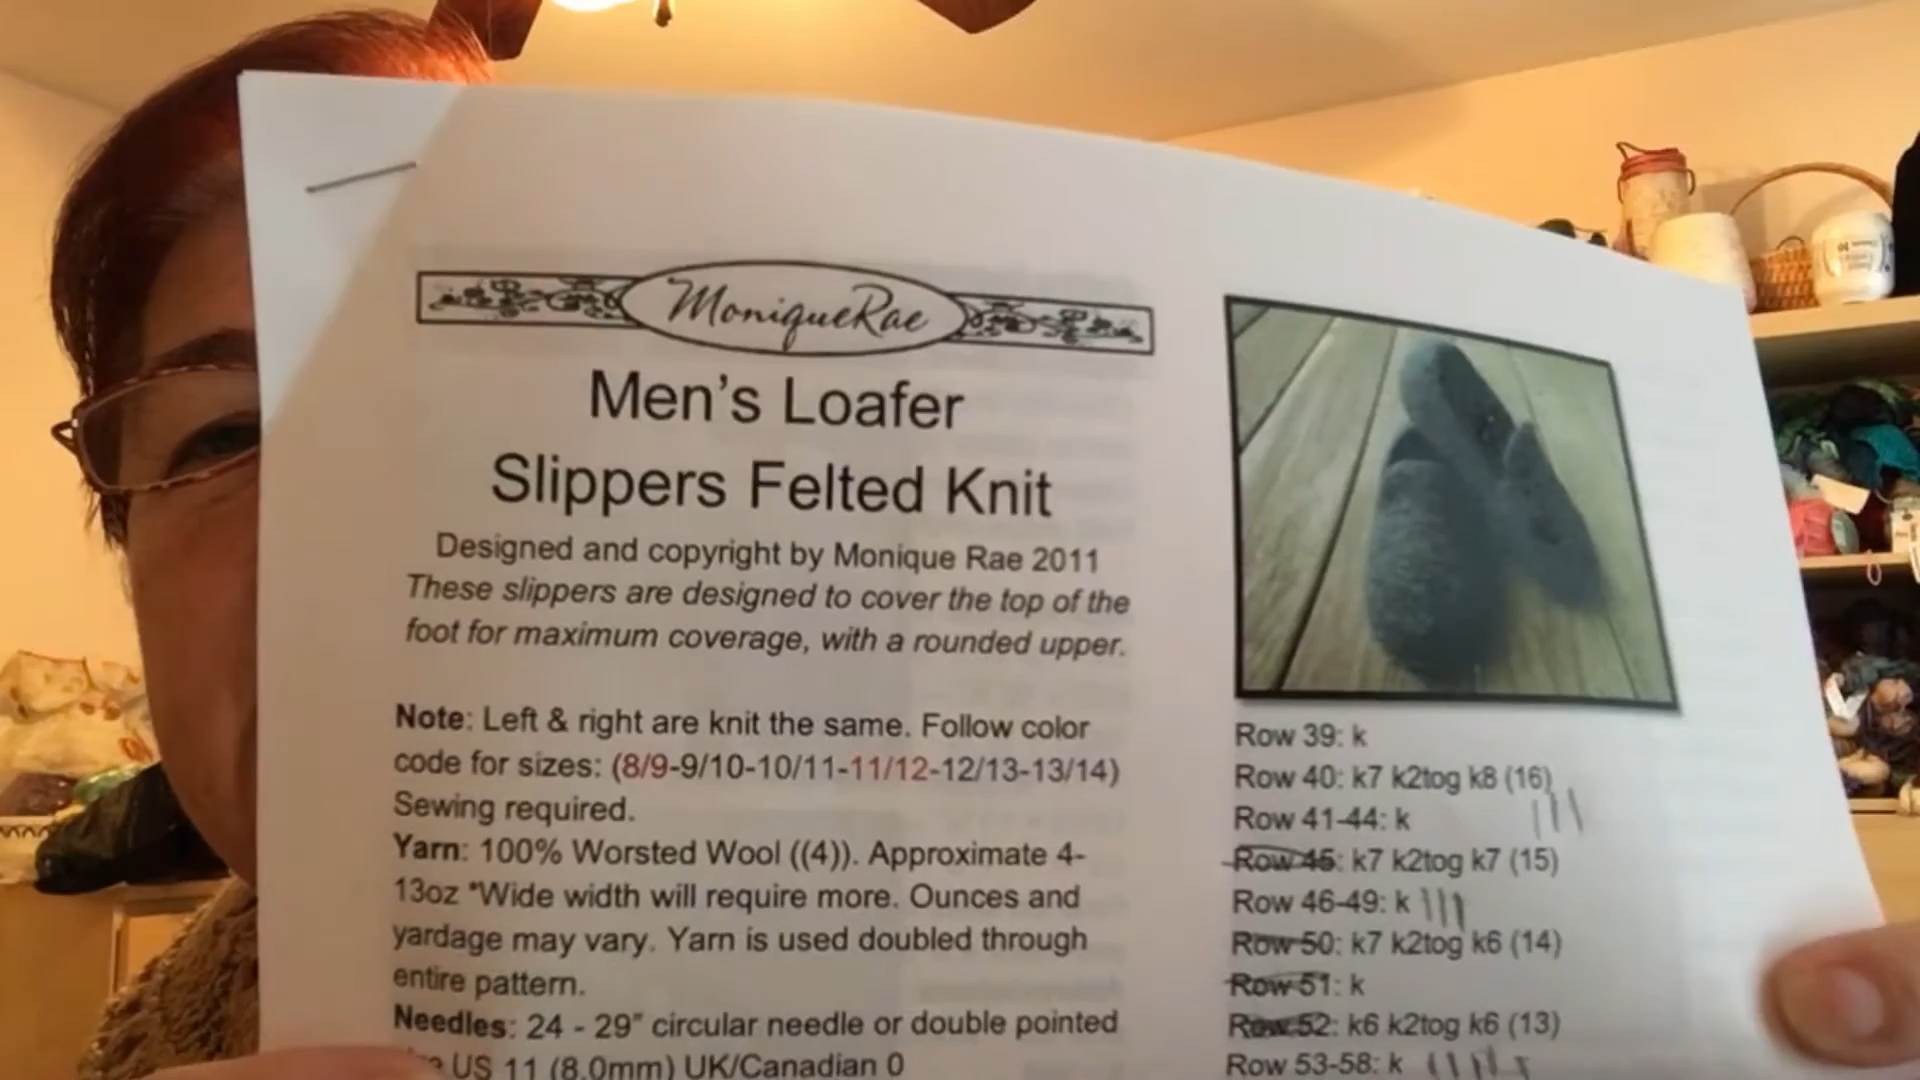 MoniqueRae
Men's Loafer
Slippers Felted Knit
Designed and copyright by Monique Rae 2011
These slippers are designed to cover the top of the
foot for maximum coverage, with a rounded upper.
Note: Left & right are knit the same. Follow color
code for sizes: (8/9-9/10-10/11-11/12-12/13-13/14)
Sewing required.
Yarn: 100% Worsted Wool ((4)). Approximate 4-
13oz *Wide width will require more. Ounces and
yardage may vary. Yarn is used doubled through
entire pattern.
Needles: 24 - 29" circular needle or double pointed
US 11 (8.0mm) UK/Canadian 0
Row 39: k
Row 40: k7 k2tog k8 (16)
Row 41-44: k
Row 45: k7 k2tog k7 (15)
Row 46-49: k
Row 50: k7 k2tog k6 (14)
Row 51: k
Row 52: k6 k2tog k6 (13)
Row 53-58: k